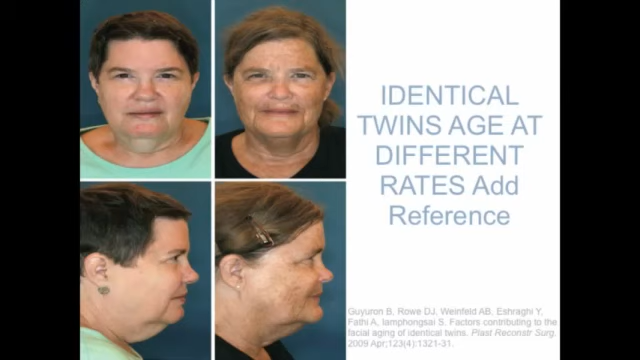 IDENTICAL
TWINS AGE AT
DIFFERENT
RATES Add
Reference
Guyuron B, Rowe DJ, Weinfeld AB, Eshraghi Y,
Fathi A, Iamphongsai S. Factors contributing to the
facial aging of identical twins. Plast Reconstr Surg.
2009 Apr;123(4):1321-31.